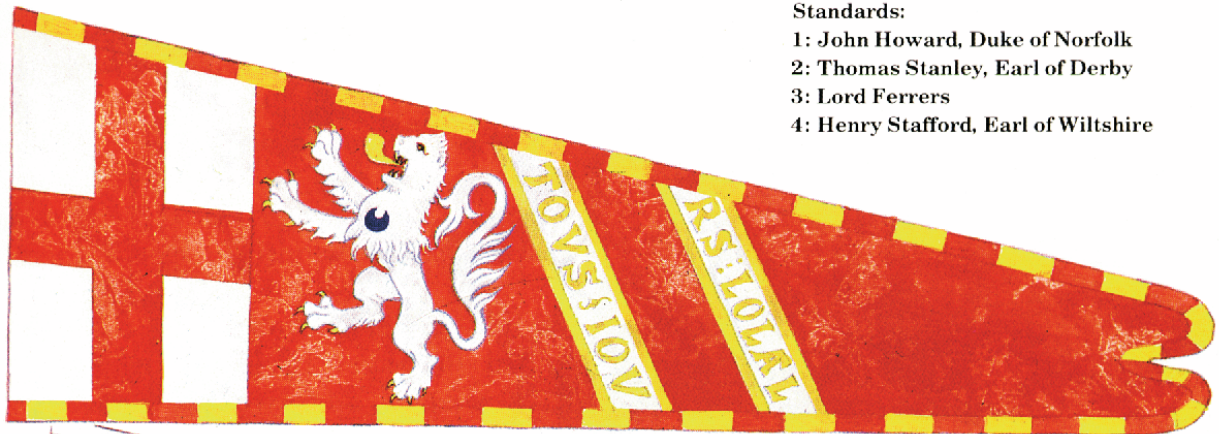 Standards:
1: John Howard, Duke of Norfolk
2: Thomas Stanley, Earl of Derby
3: Lord Ferrers
4: Henry Stafford, Earl of Wiltshire
TOVS:IOV
RS:LOLAL